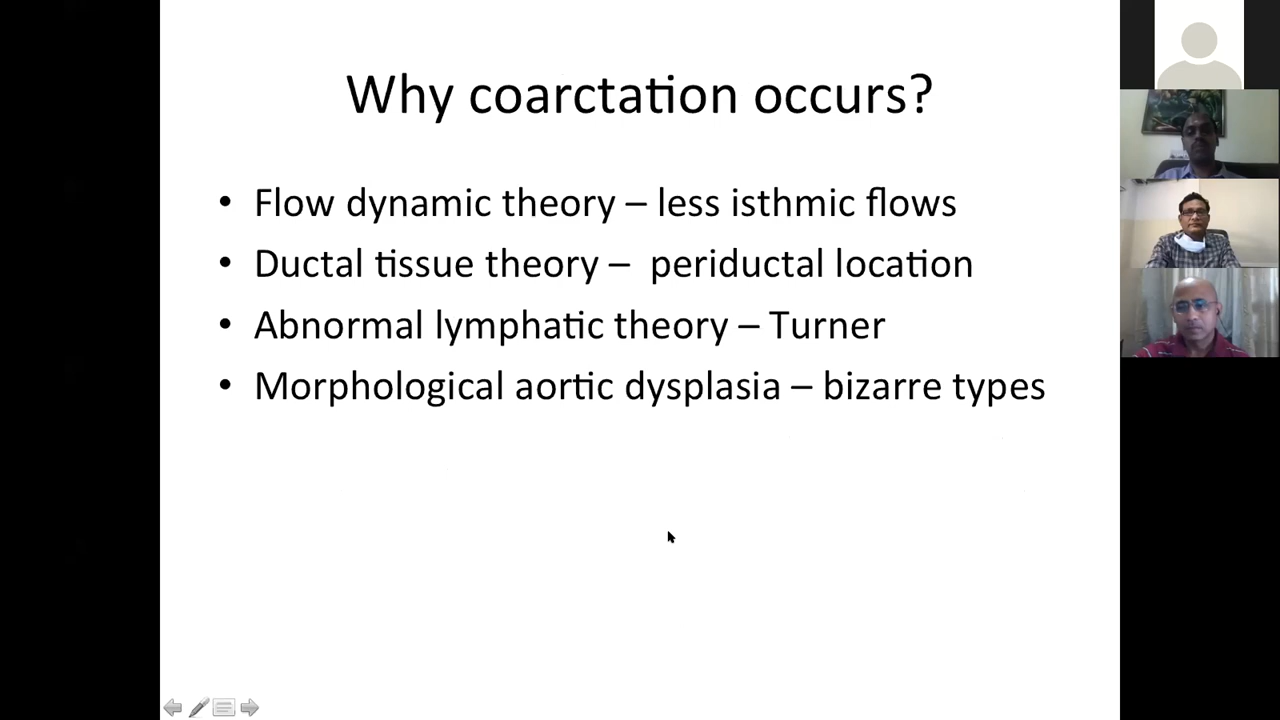 Why coarctation occurs?
• Flow dynamic theory – less isthmic flows
• Ductal tissue theory – periductal location
• Abnormal lymphatic theory – Turner
• Morphological aortic dysplasia – bizarre types